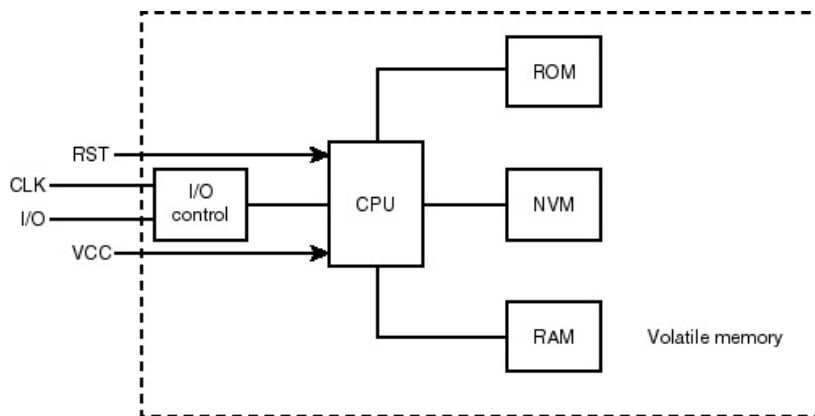 ROM
RST
CLK
I/O
control
I/O
VCC
CPU
NVM
RAM
Volatile memory